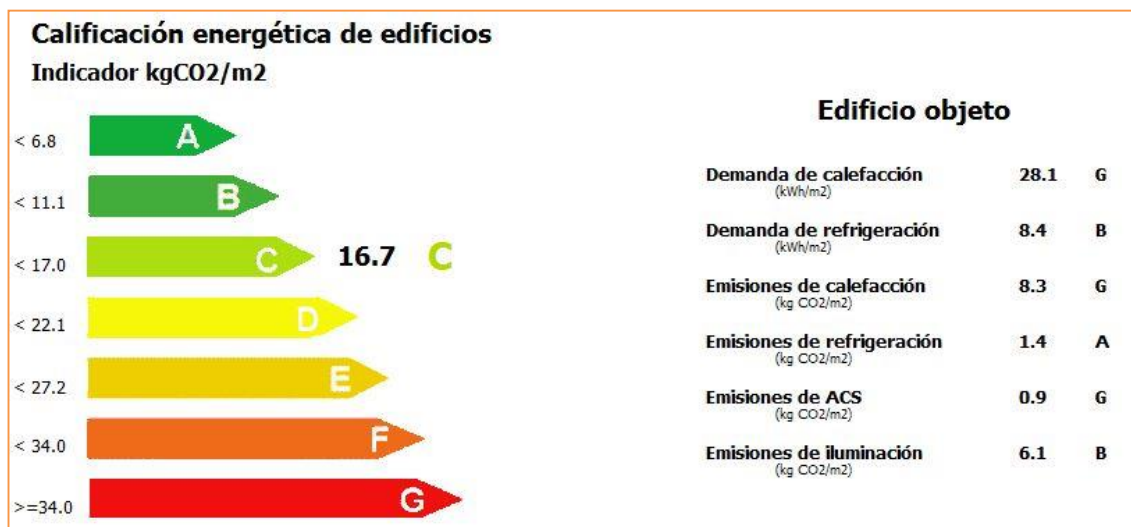 Calificación energética de edificios
Indicador kgCO2/m2
< 6.8 A
< 11.1 B
< 17.0 C 16.7 C
< 22.1 D
< 27.2 E
< 34.0 F
>=34.0 G
Edificio objeto
Demanda de calefacción 28.1 G
(kWh/m2)
Demanda de refrigeración 8.4 B
(kWh/m2)
Emisiones de calefacción 8.3 G
(kg CO2/m2)
Emisiones de refrigeración 1.4 A
(kg CO2/m2)
Emisiones de ACS 0.9 G
(kg CO2/m2)
Emisiones de iluminación 6.1 B
(kg CO2/m2)